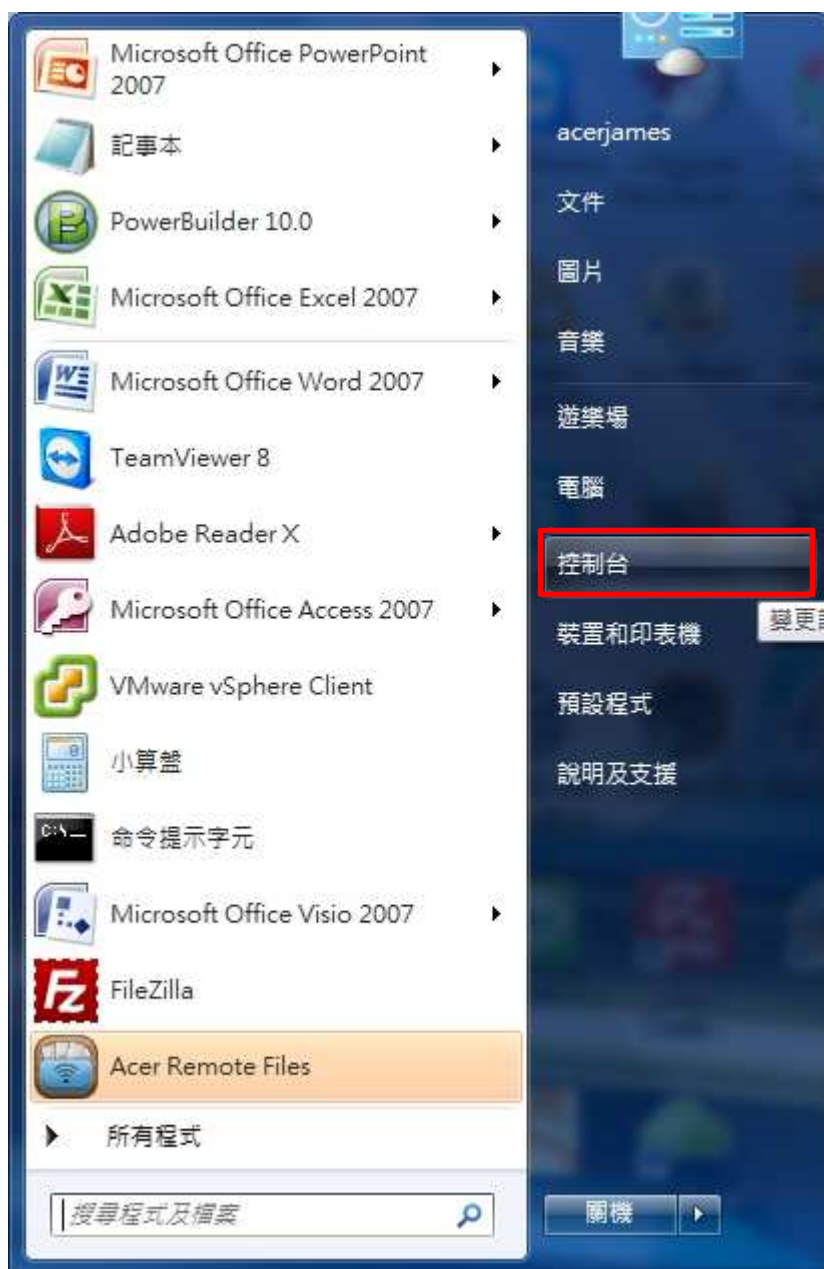 Microsoft Office PowerPoint
2007
記事本
PowerBuilder 10.0
Microsoft Office Excel 2007
Microsoft Office Word 2007
TeamViewer 8
Adobe Reader X
Microsoft Office Access 2007
VMware vSphere Client
小算盤
命令提示字元
Microsoft Office Visio 2007
FileZilla
Acer Remote Files
所有程式
搜尋程式及檔案
acerjames
文件
圖片
音樂
遊樂場
電腦
控制台
變更
裝置和印表機
預設程式
說明及支援
關機